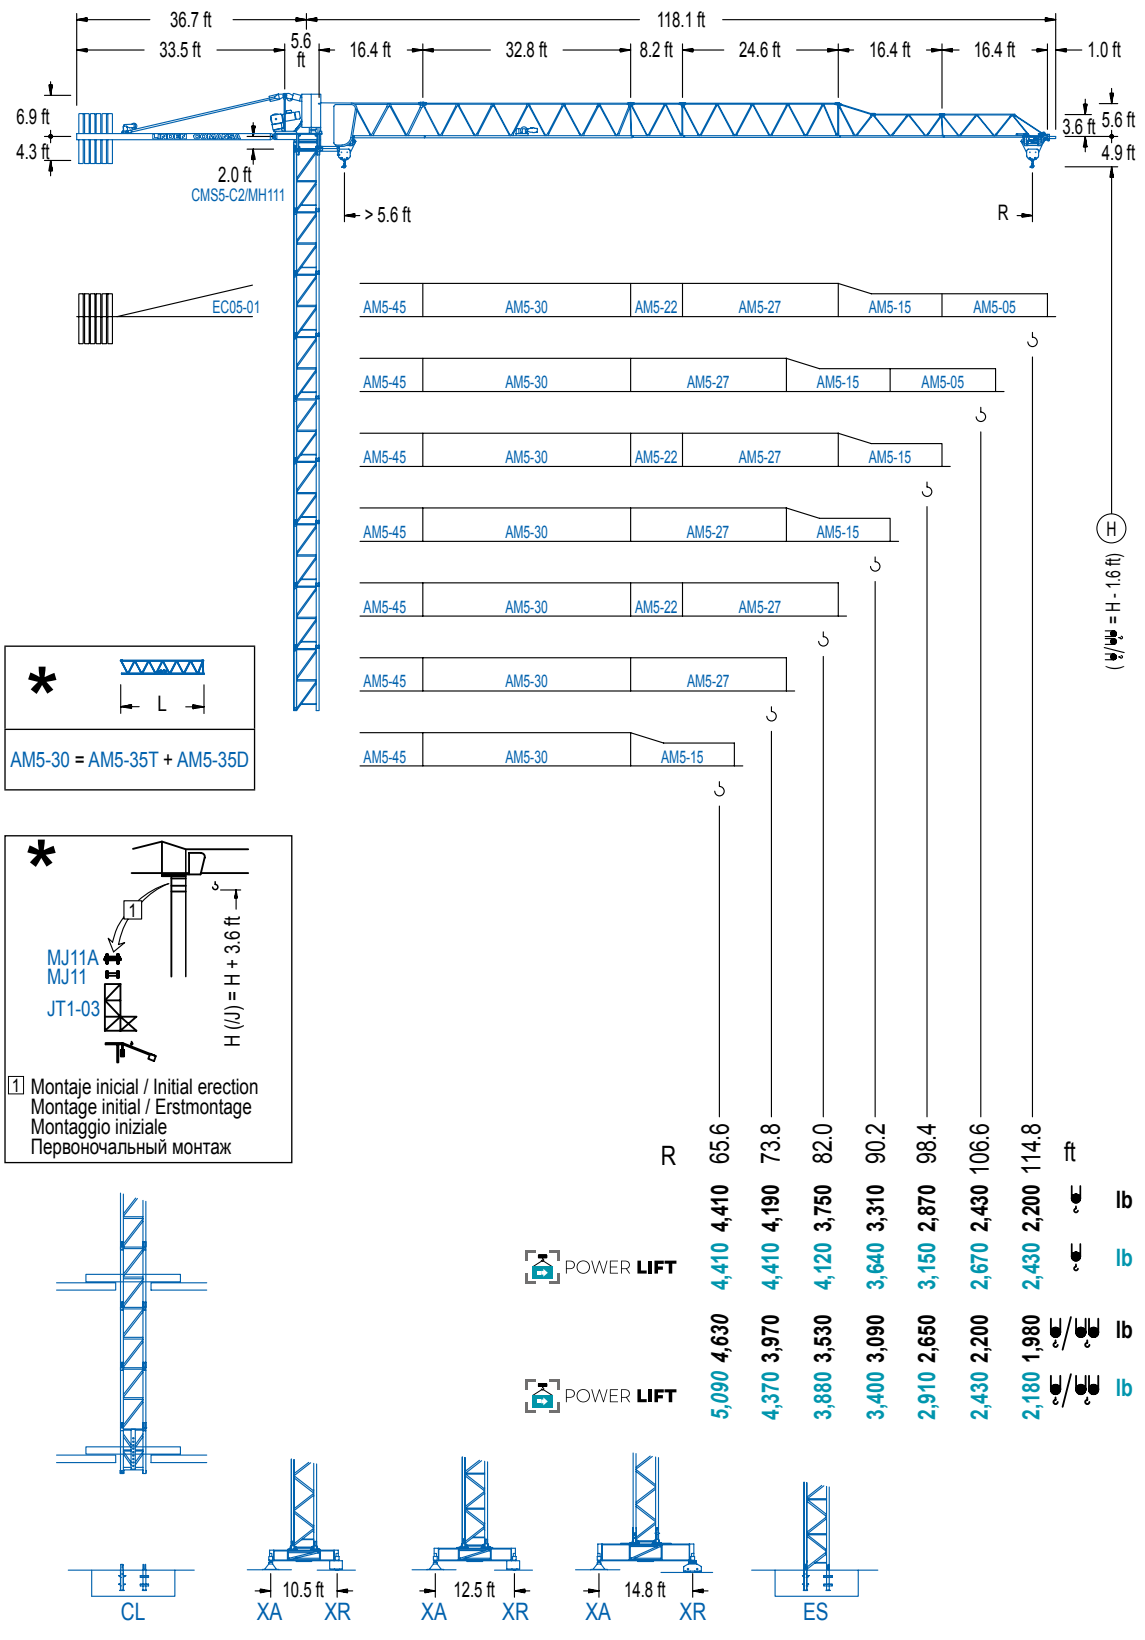 36.7 ft 118.1 ft
33.5 ft 5.6 ft 16.4 ft 32.8 ft 8.2 ft 24.6 ft 16.4 ft 16.4 ft 1.0 ft
6.9 ft
4.3 ft
LINDEN COMANSA
3.6 ft 5.6 ft
4.9 ft
2.0 ft
CMS5-C2/MH111
> 5.6 ft
R
EC05-01
AM5-45 AM5-30 AM5-22 AM5-27 AM5-15 AM5-05
AM5-45 AM5-30 AM5-27 AM5-15 AM5-05
AM5-45 AM5-30 AM5-22 AM5-27 AM5-15
AM5-45 AM5-30 AM5-27 AM5-15
AM5-45 AM5-30 AM5-22 AM5-27
AM5-45 AM5-30 AM5-27
AM5-45 AM5-30 AM5-15
H
( / = H - 1.6 ft)
*
L
AM5-30 = AM5-35T + AM5-35D
*
1
MJ11A
MJ11
JT1-03
H (/J) = H + 3.6 ft
1 Montaje inicial / Initial erection
Montage initial / Erstmontage
Montaggio iniziale
Первоночальный монтаж
R 65.6 73.8 82.0 90.2 98.4 106.6 114.8 ft
4,410 4,190 3,750 3,310 2,870 2,430 2,200 lb
POWER LIFT 4,410 4,410 4,120 3,640 3,150 2,670 2,430 lb
4,630 3,970 3,530 3,090 2,650 2,200 1,980 / lb
POWER LIFT 5,090 4,370 3,880 3,400 2,910 2,430 2,180 / lb
10.5 ft 12.5 ft 14.8 ft
CL XA XR XA XR XA XR ES